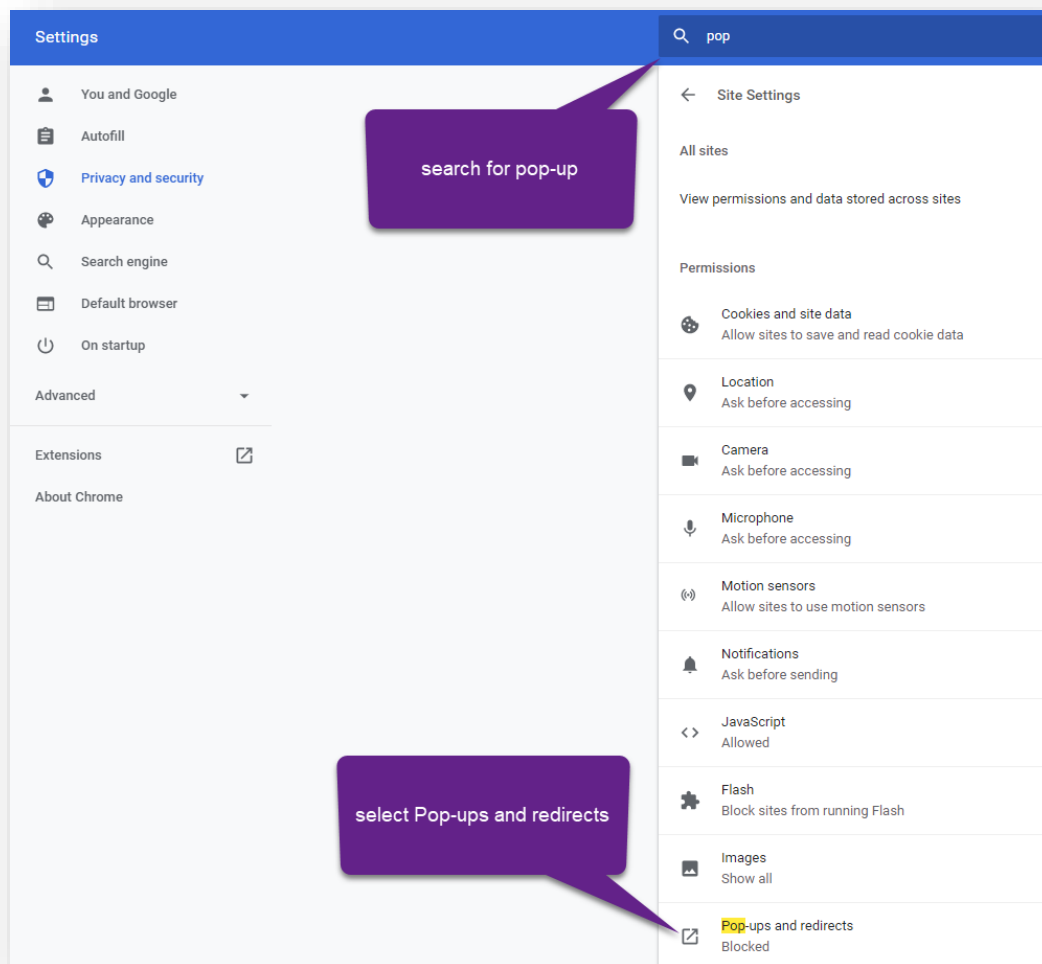 Settings
pop
You and Google
Autofill
Privacy and security
Appearance
Search engine
Default browser
On startup
Advanced
Extensions
About Chrome
search for pop-up
select Pop-ups and redirects
Site Settings
All sites
View permissions and data stored across sites
Permissions
Cookies and site data
Allow sites to save and read cookie data
Location
Ask before accessing
Camera
Ask before accessing
Microphone
Ask before accessing
Motion sensors
Allow sites to use motion sensors
Notifications
Ask before sending
JavaScript
Allowed
Flash
Block sites from running Flash
Images
Show all
Pop-ups and redirects
Blocked